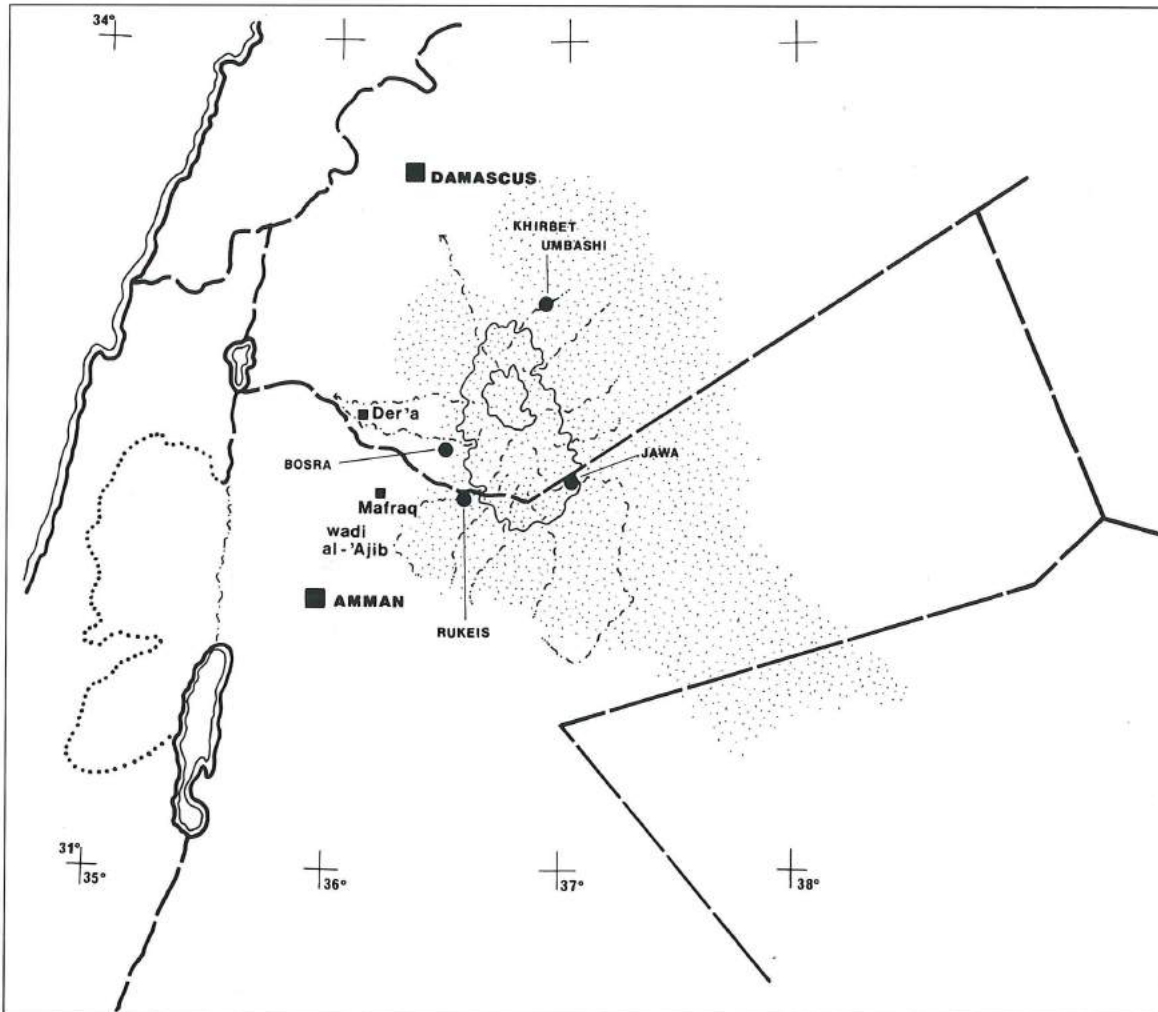 34°
DAMASCUS
KHIRBET
UMBASHI
Der'a
BOSRA
JAWA
Mafraq
wadi
al-'Ajib
AMMAN
RUKEIS
31°
35°
36°
37°
38°